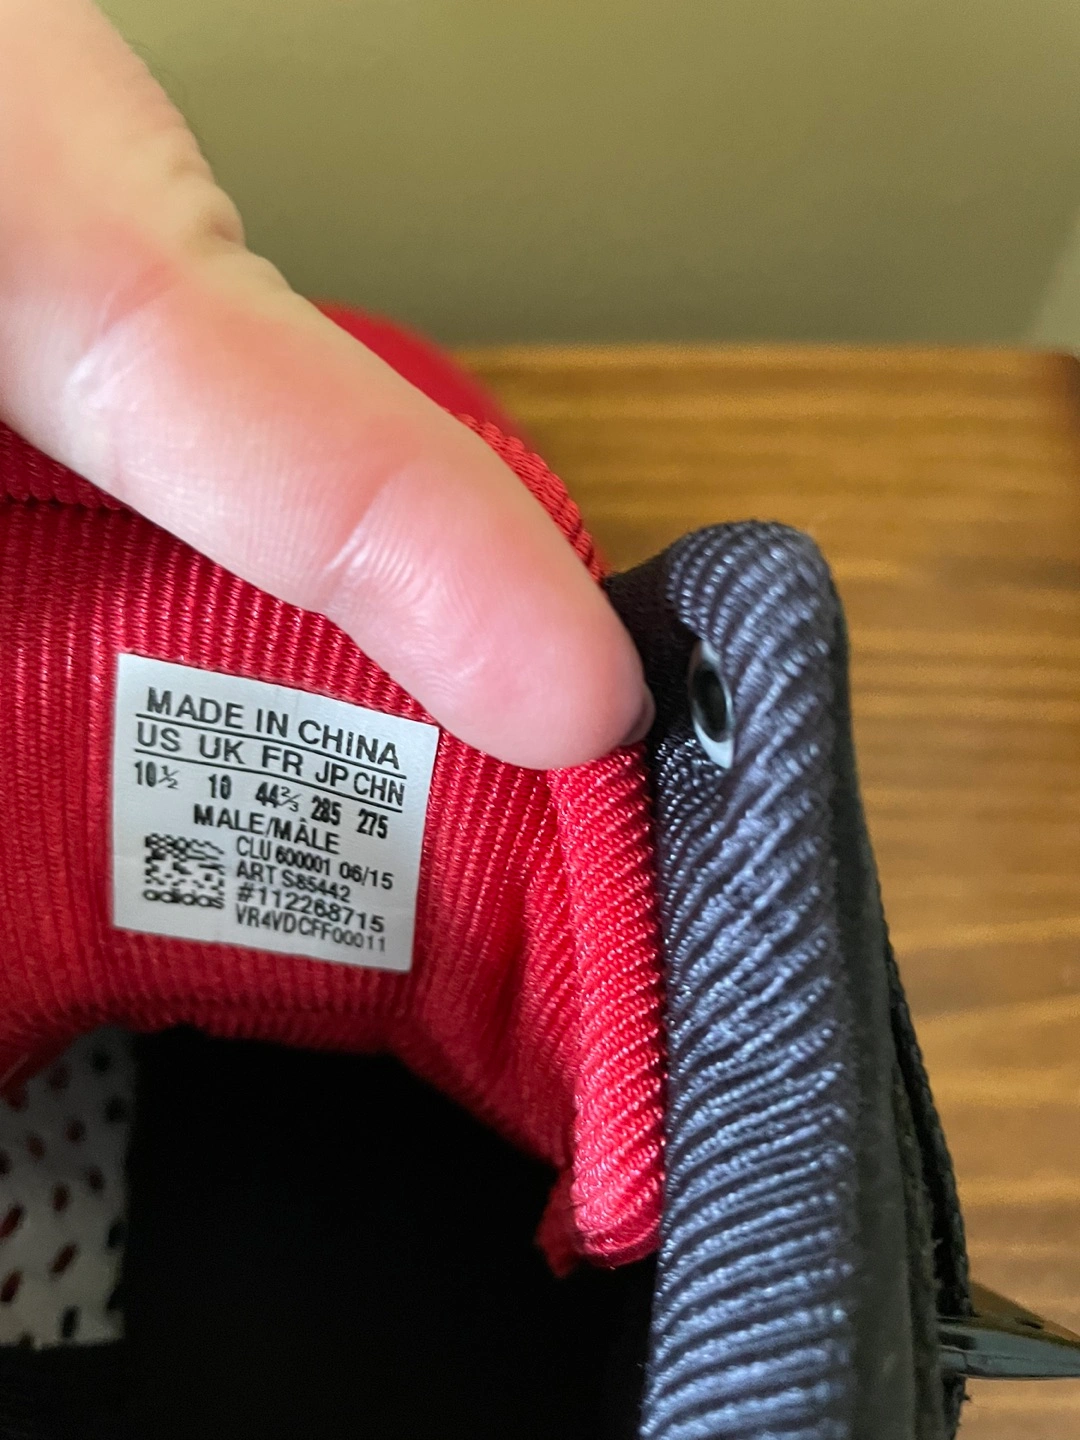 MADE IN CHINA
US UK FR JP CHN
10½ 10 44⅔ 285 275
MALE/MÂLE
CLU 600001 06/15
ART S85442
#112268715
VR4VDCFF00011
adidas